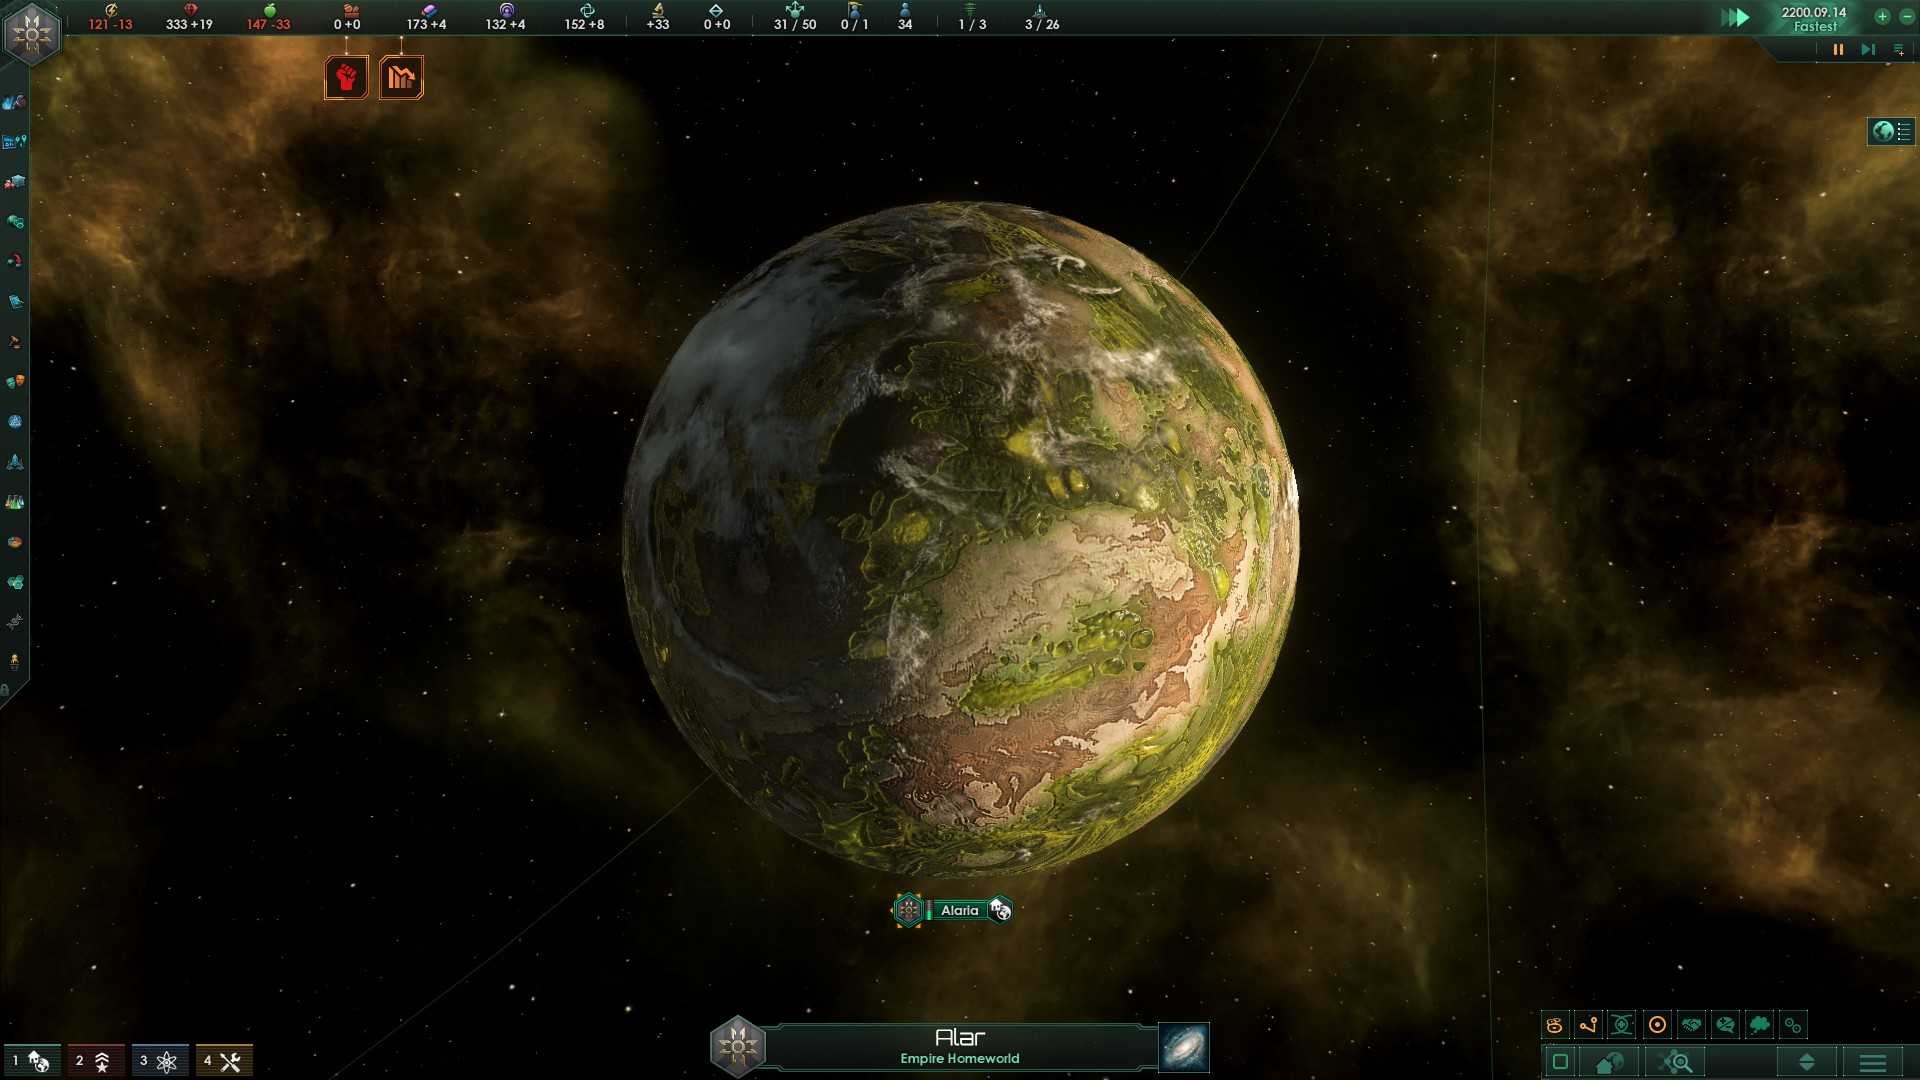 121 -13
333 +19
147 -33
0 +0
173 +4
132 +4
152 +8
+33
0 +0
31 / 50
0 / 1
34
1 / 3
3 / 26
2200.09.14
Fastest
Alaria
Alar
Empire Homeworld
1
2
3
4